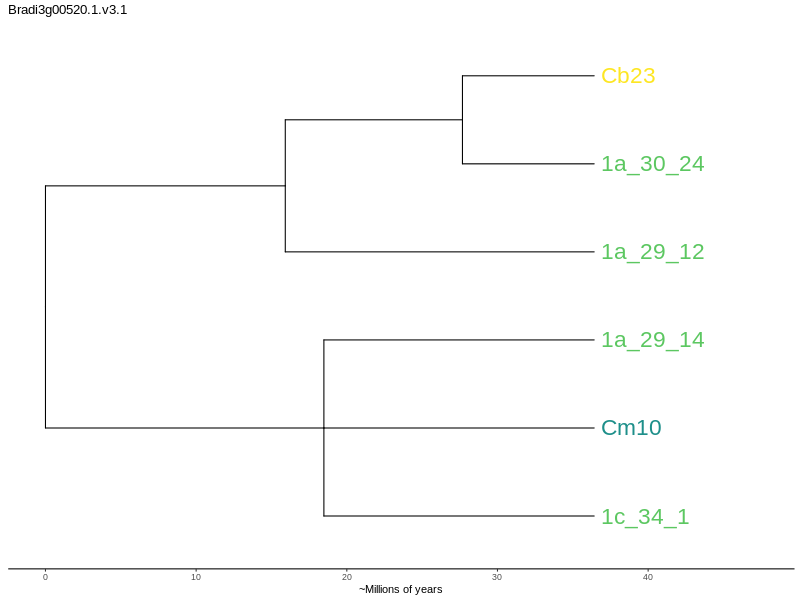 Bradi3g00520.1.v3.1
Cb23
1a_30_24
1a_29_12
1a_29_14
Cm10
1c_34_1
0 10 20 30 40
~Millions of years